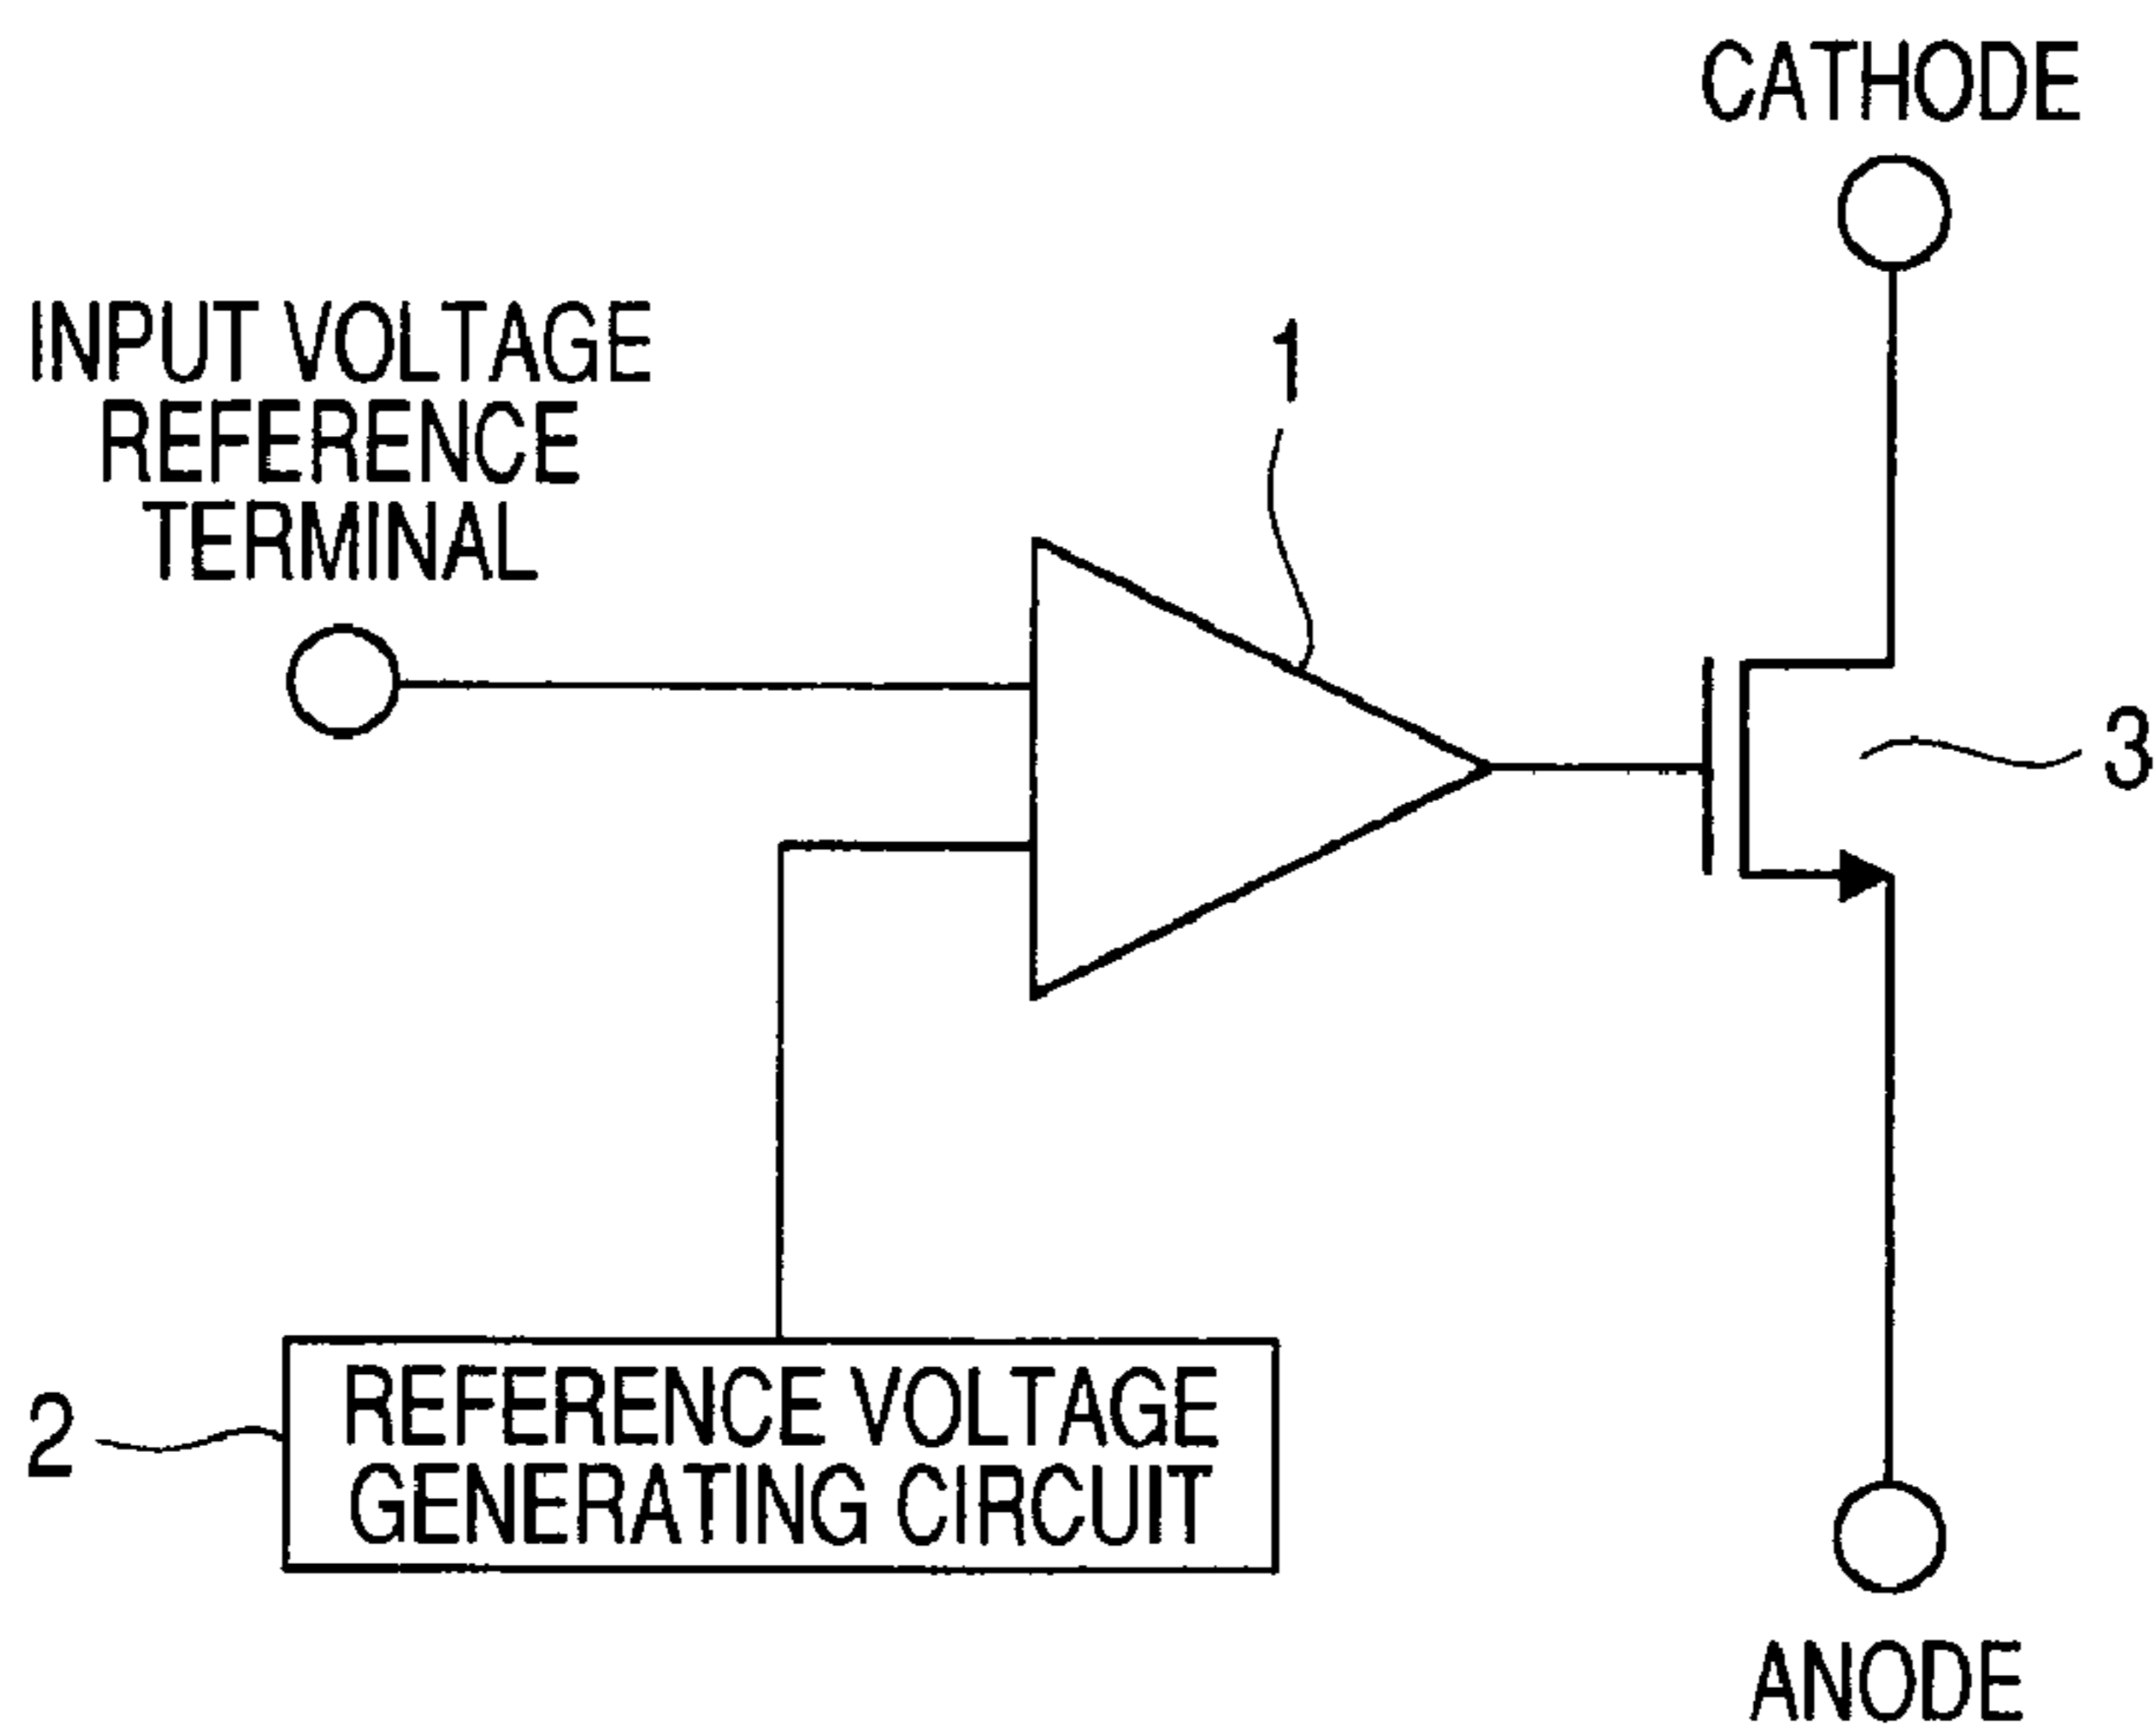 CATHODE
INPUT VOLTAGE
REFERENCE
TERMINAL
1
3
2
REFERENCE VOLTAGE
GENERATING CIRCUIT
ANODE